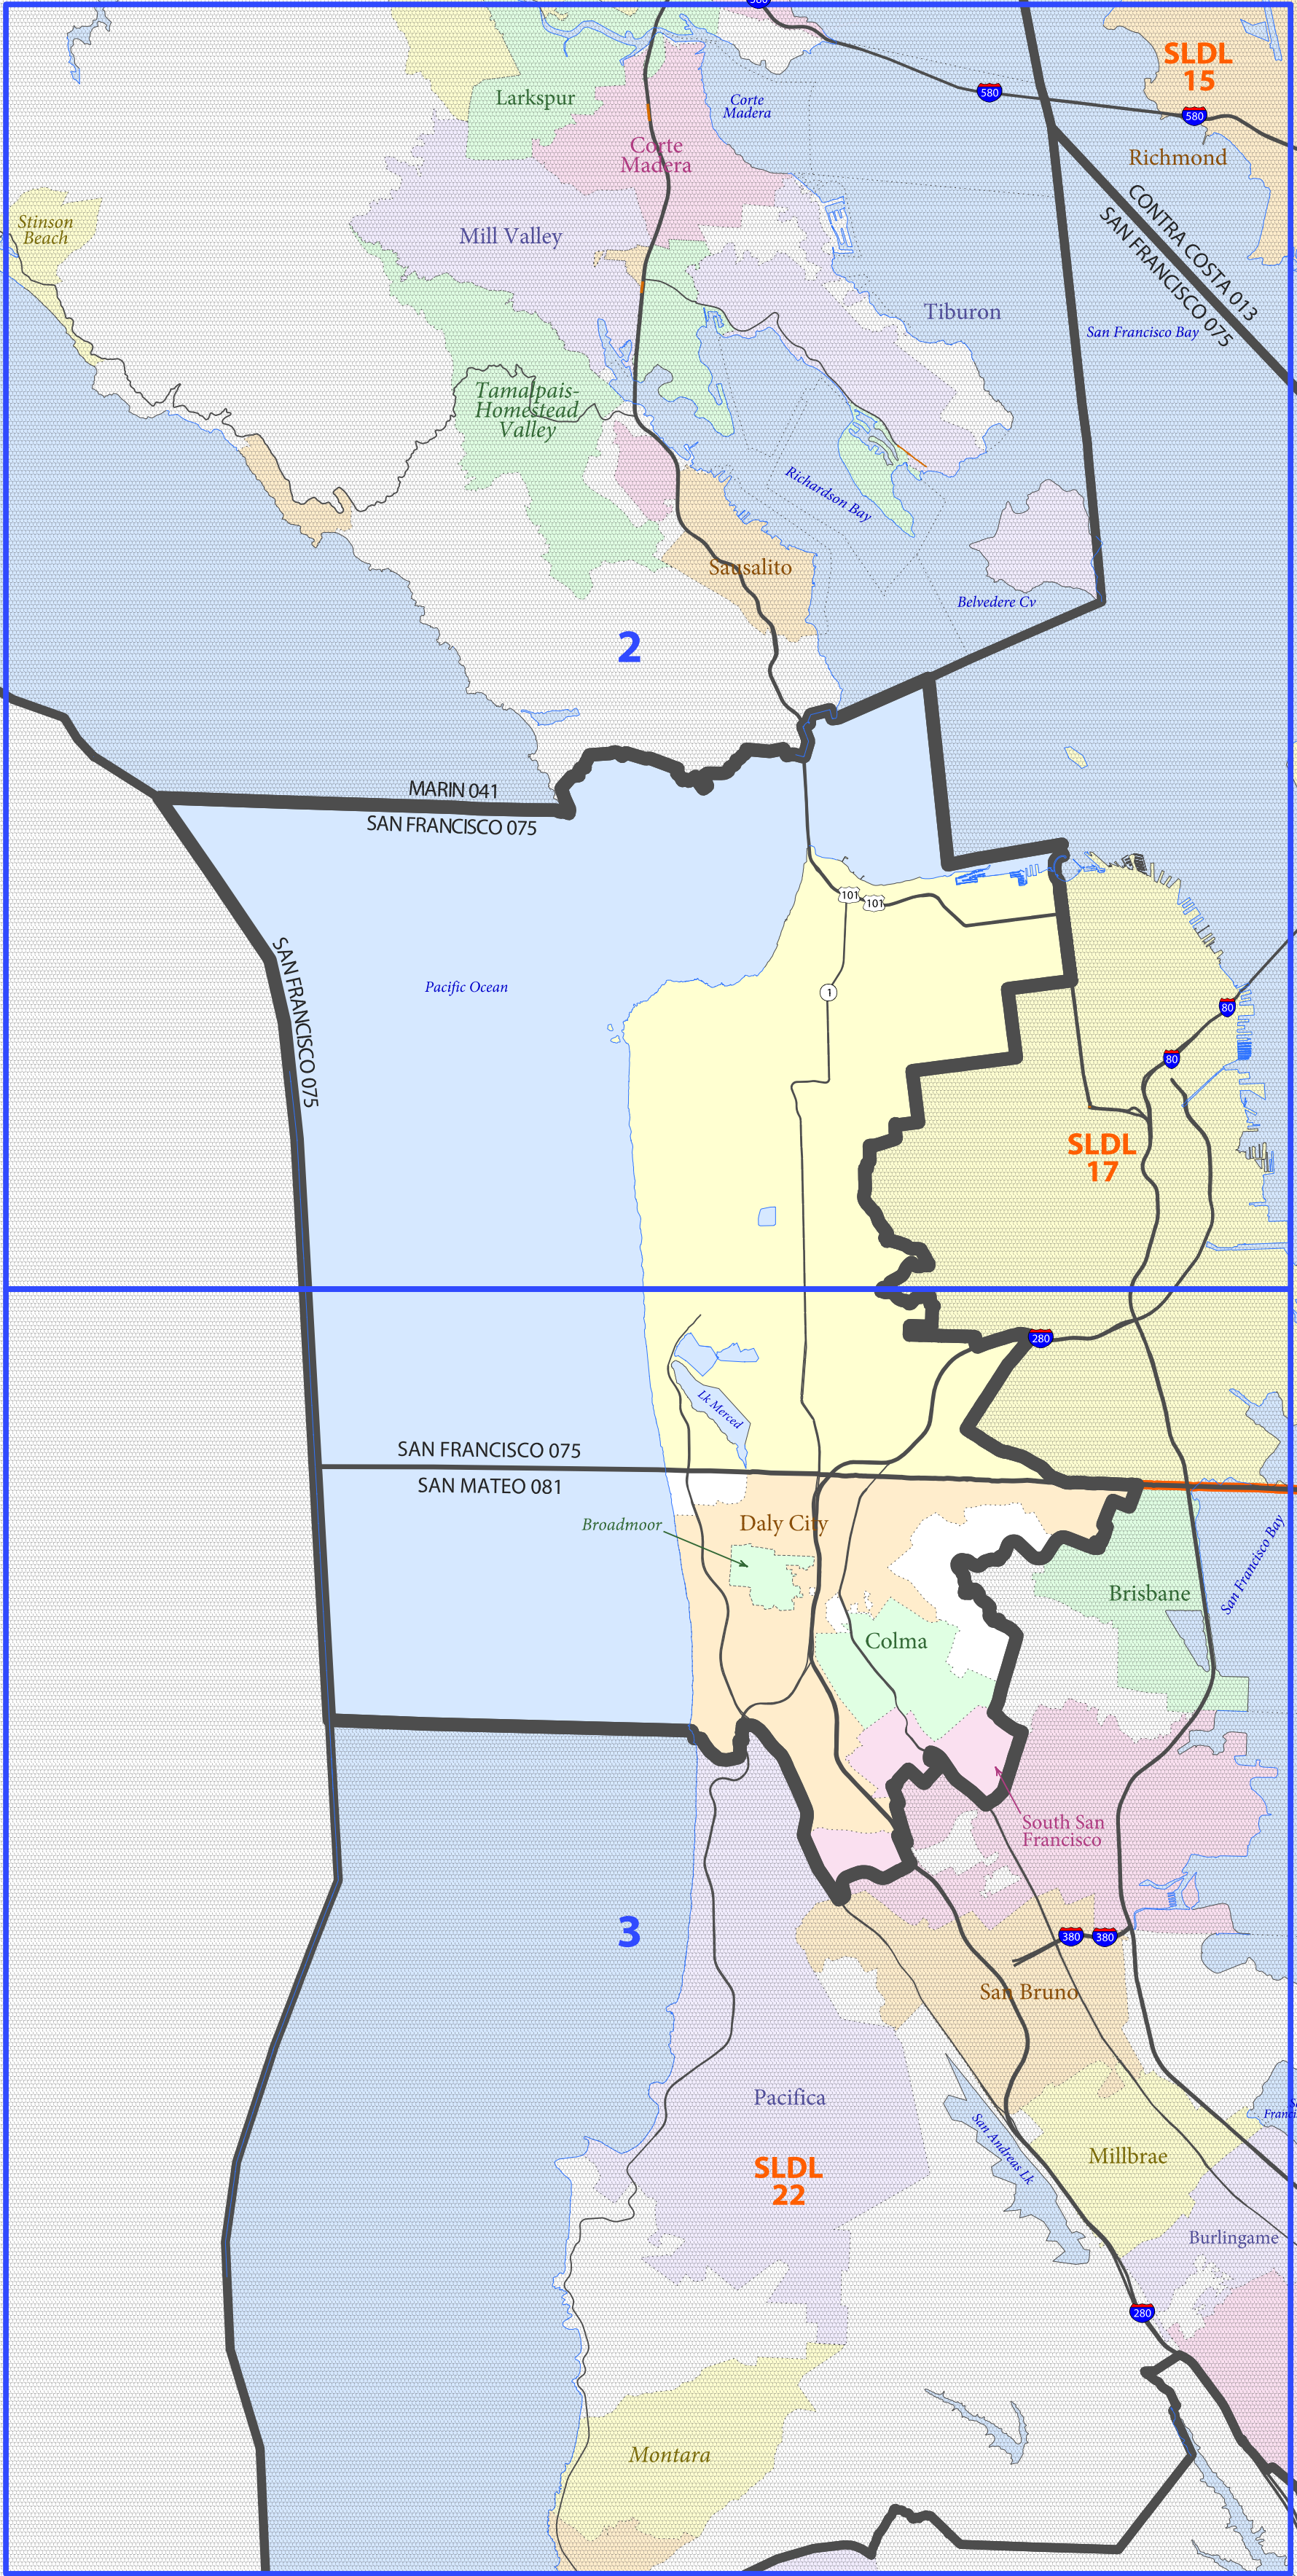 580
SLDL
15
580
Larkspur
Corte
Madera
580
Corte
Madera
Richmond
CONTRA COSTA 013
SAN FRANCISCO 075
Stinson
Beach
Mill Valley
Tiburon
San Francisco Bay
Tamalpais-
Homestead
Valley
Richardson Bay
Sausalito
Belvedere Cv
2
MARIN 041
SAN FRANCISCO 075
101
101
SAN FRANCISCO 075
Pacific Ocean
1
80
80
SLDL
17
280
Lk Merced
SAN FRANCISCO 075
SAN MATEO 081
Broadmoor
Daly City
San Francisco Bay
Brisbane
Colma
South San
Francisco
3
380
380
San Bruno
Pacifica
San Andreas Lk
Millbrae
SLDL
22
Burlingame
280
Montara